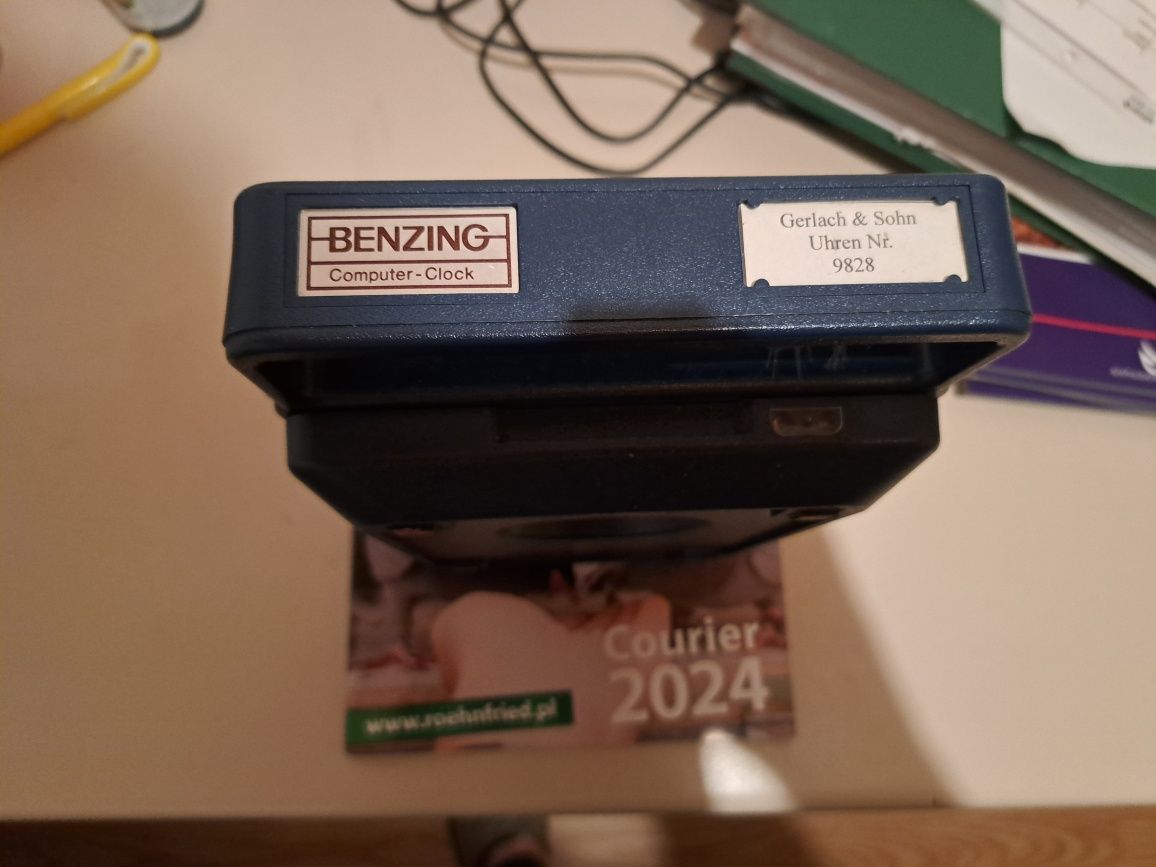 BENZING
Computer-Clock
Gerlach & Sohn
Uhren Nr.
9828
Courier
2024
www.roehnfried.pl